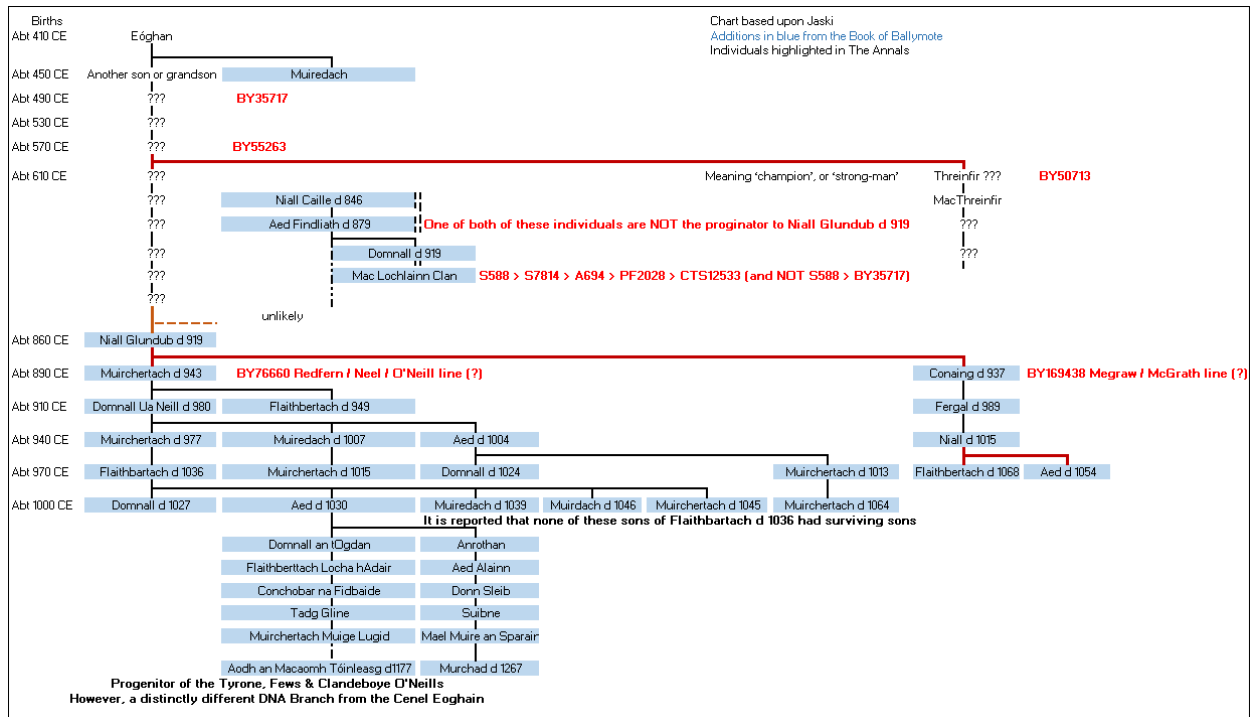 Births
Chart based upon Jaski
Abt 410 CE Eóghan Additions in blue from the Book of Ballymote
Individuals highlighted in The Annals
Abt 450 CE Another son or grandson Muiredach
Abt 490 CE ??? BY35717
Abt 530 CE ???
Abt 570 CE ??? BY55263
Abt 610 CE ??? Meaning 'champion', or 'strong-man' Threinfir ??? BY50713
??? Niall Caille d 846 MacThreinfir
??? Aed Findliath d 879 One of both of these individuals are NOT the proginator to Niall Glundub d 919 ???
??? Domnall d 919 ???
??? Mac Lochlainn Clan S588 > S7814 > A694 > PF2028 > CTS12533 (and NOT S588 > BY35717)
???
unlikely
Abt 860 CE Niall Glundub d 919
Abt 890 CE Muirchertach d 943 BY76660 Redfern / Neel / O'Neill line (?) Conaing d 937 BY169438 Megraw / McGrath line (?)
Abt 910 CE Domnall Ua Neill d 980 Flaithbertach d 949 Fergal d 989
Abt 940 CE Muirchertach d 977 Muiredach d 1007 Aed d 1004 Niall d 1015
Abt 970 CE Flaithbartach d 1036 Muirchertach d 1015 Domnall d 1024 Muirchertach d 1013 Flaithbertach d 1068 Aed d 1054
Abt 1000 CE Domnall d 1027 Aed d 1030 Muiredach d 1039 Muirdach d 1046 Muirchertach d 1045 Muirchertach d 1064
It is reported that none of these sons of Flaithbartach d 1036 had surviving sons
Domnall an tOgdan Anrothan
Flaithberttach Locha hAdair Aed Alainn
Conchobar na Fidbaide Donn Sleib
Tadg Gline Suibne
Muirchertach Muige Lugid Mael Muire an Sparain
Aodh an Macaomh Tóinleasg d1177 Murchad d 1267
Progenitor of the Tyrone, Fews & Clandeboye O'Neills
However, a distinctly different DNA Branch from the Cenel Eoghain